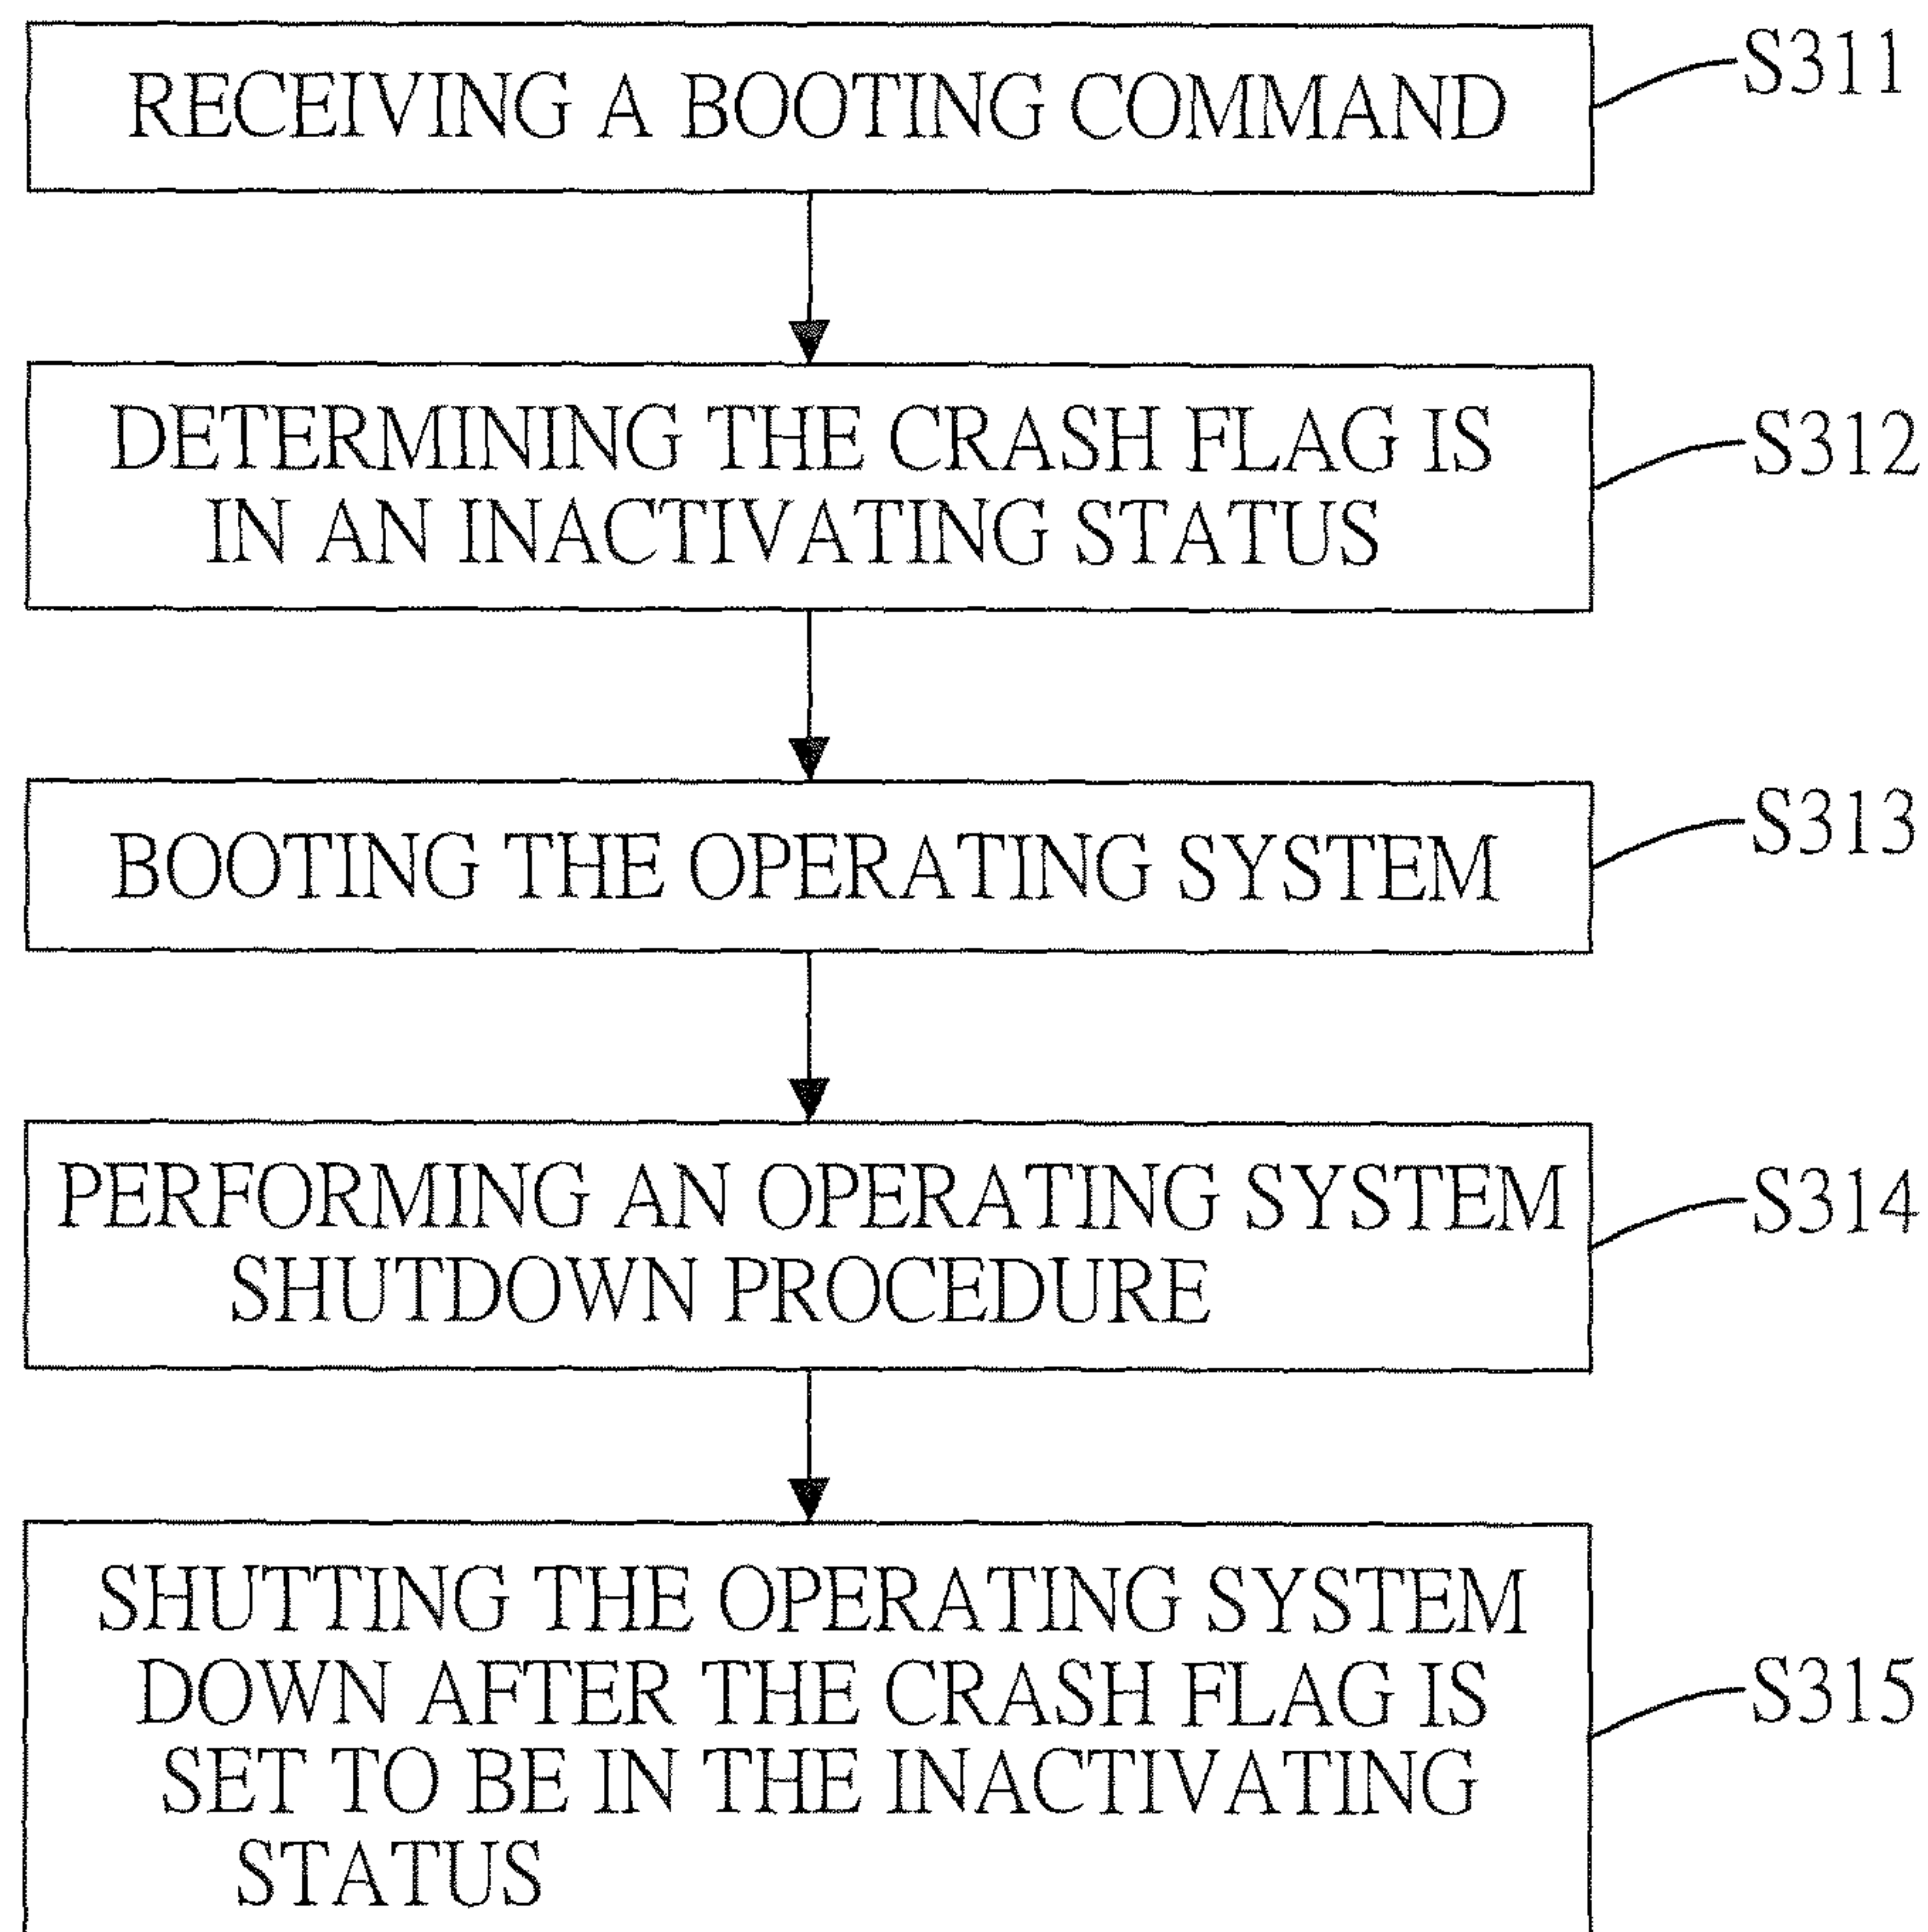 RECEIVING A BOOTING COMMAND
S311
DETERMINING THE CRASH FLAG IS
IN AN INACTIVATING STATUS
S312
BOOTING THE OPERATING SYSTEM
S313
PERFORMING AN OPERATING SYSTEM
SHUTDOWN PROCEDURE
S314
SHUTTING THE OPERATING SYSTEM
DOWN AFTER THE CRASH FLAG IS
SET TO BE IN THE INACTIVATING
STATUS
S315